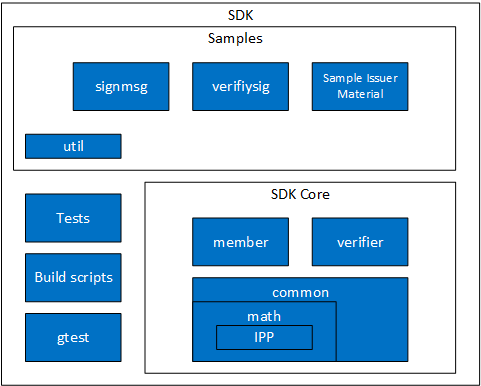 SDK
Samples
signmsg
verifiysig
Sample Issuer
Material
util
SDK Core
Tests
member
verifier
Build scripts
common
math
IPP
gtest